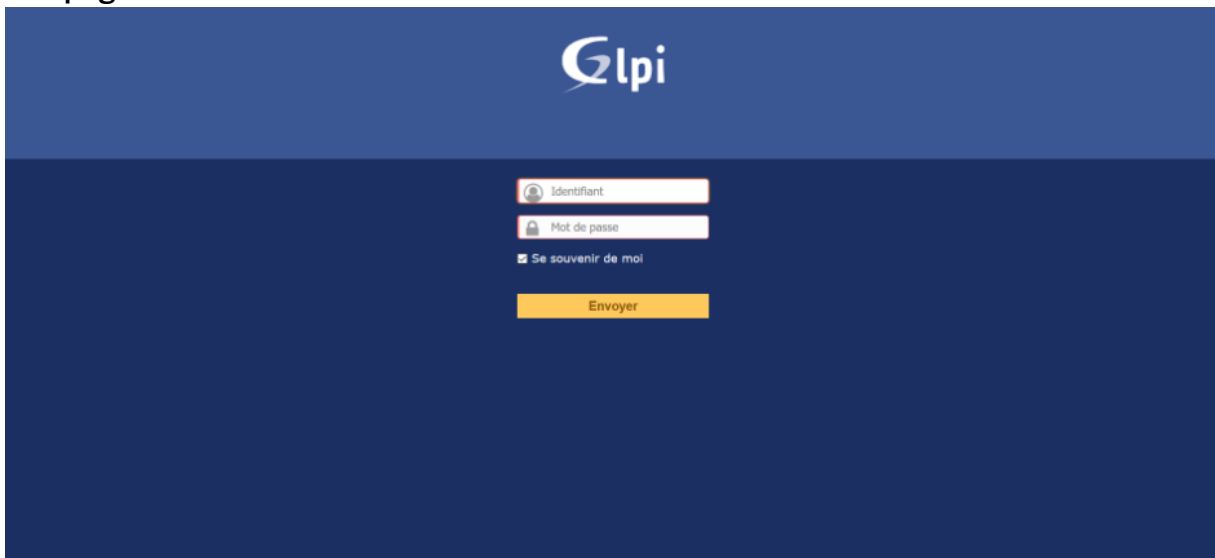 Glpi
Identifiant
Mot de passe
Se souvenir de moi
Envoyer